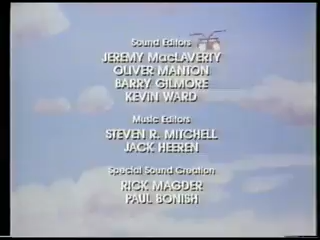 Sound Editors
JEREMY MacLAVERTY
OLIVER MANTON
BARRY GILMORE
KEVIN WARD
Music Editors
STEVEN R. MITCHELL
JACK HEEREN
Special Sound Creation
RICK MAGDER
PAUL BONISH